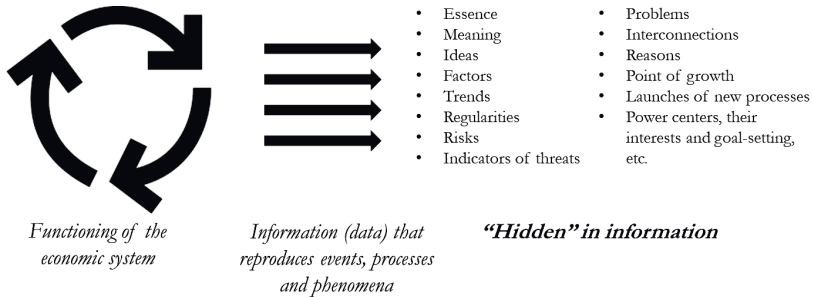 • Essence
• Meaning
• Ideas
• Factors
• Trends
• Regularities
• Risks
• Indicators of threats
• Problems
• Interconnections
• Reasons
• Point of growth
• Launches of new processes
• Power centers, their
interests and goal-setting,
etc.
Functioning of the
economic system
Information (data) that
reproduces events, processes
and phenomena
“Hidden” in information